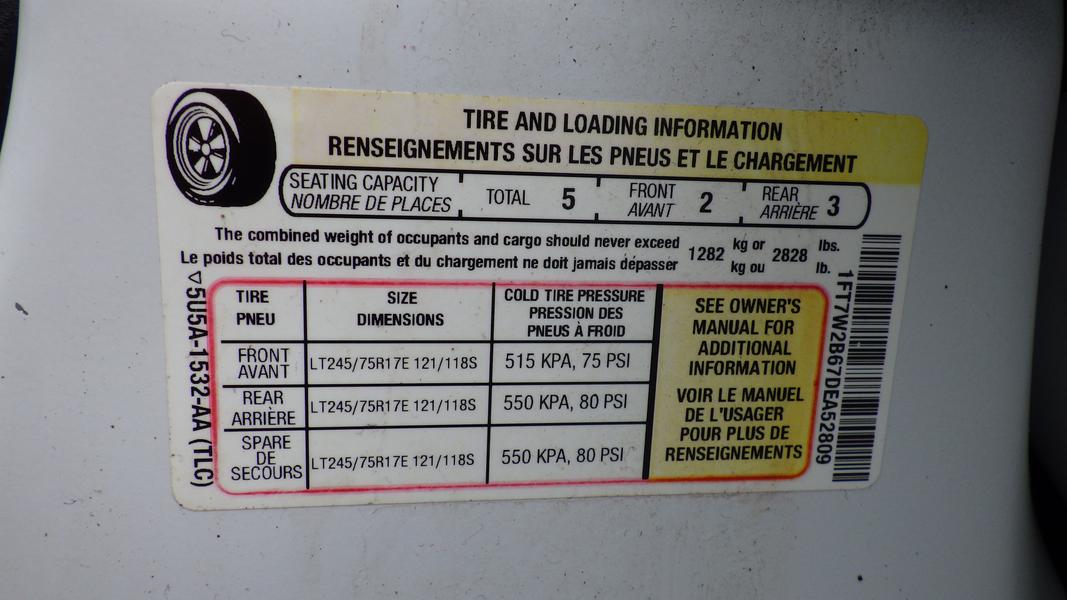 TIRE AND LOADING INFORMATION
RENSEIGNEMENTS SUR LES PNEUS ET LE CHARGEMENT
SEATING CAPACITY
NOMBRE DE PLACES
TOTAL 5
FRONT
AVANT 2
REAR
ARRIÈRE 3
The combined weight of occupants and cargo should never exceed 1282 kg or 2828 lbs.
Le poids total des occupants et du chargement ne doit jamais dépasser kg ou lb.
TIRE
PNEU
SIZE
DIMENSIONS
COLD TIRE PRESSURE
PRESSION DES
PNEUS À FROID
FRONT
AVANT
LT245/75R17E 121/118S
515 KPA, 75 PSI
REAR
ARRIÈRE
LT245/75R17E 121/118S
550 KPA, 80 PSI
SPARE
DE
SECOURS
LT245/75R17E 121/118S
550 KPA, 80 PSI
SEE OWNER'S
MANUAL FOR
ADDITIONAL
INFORMATION
VOIR LE MANUEL
DE L'USAGER
POUR PLUS DE
RENSEIGNEMENTS
5U5A-1532-AA (TLC)
1FT7W2B67DEA52809